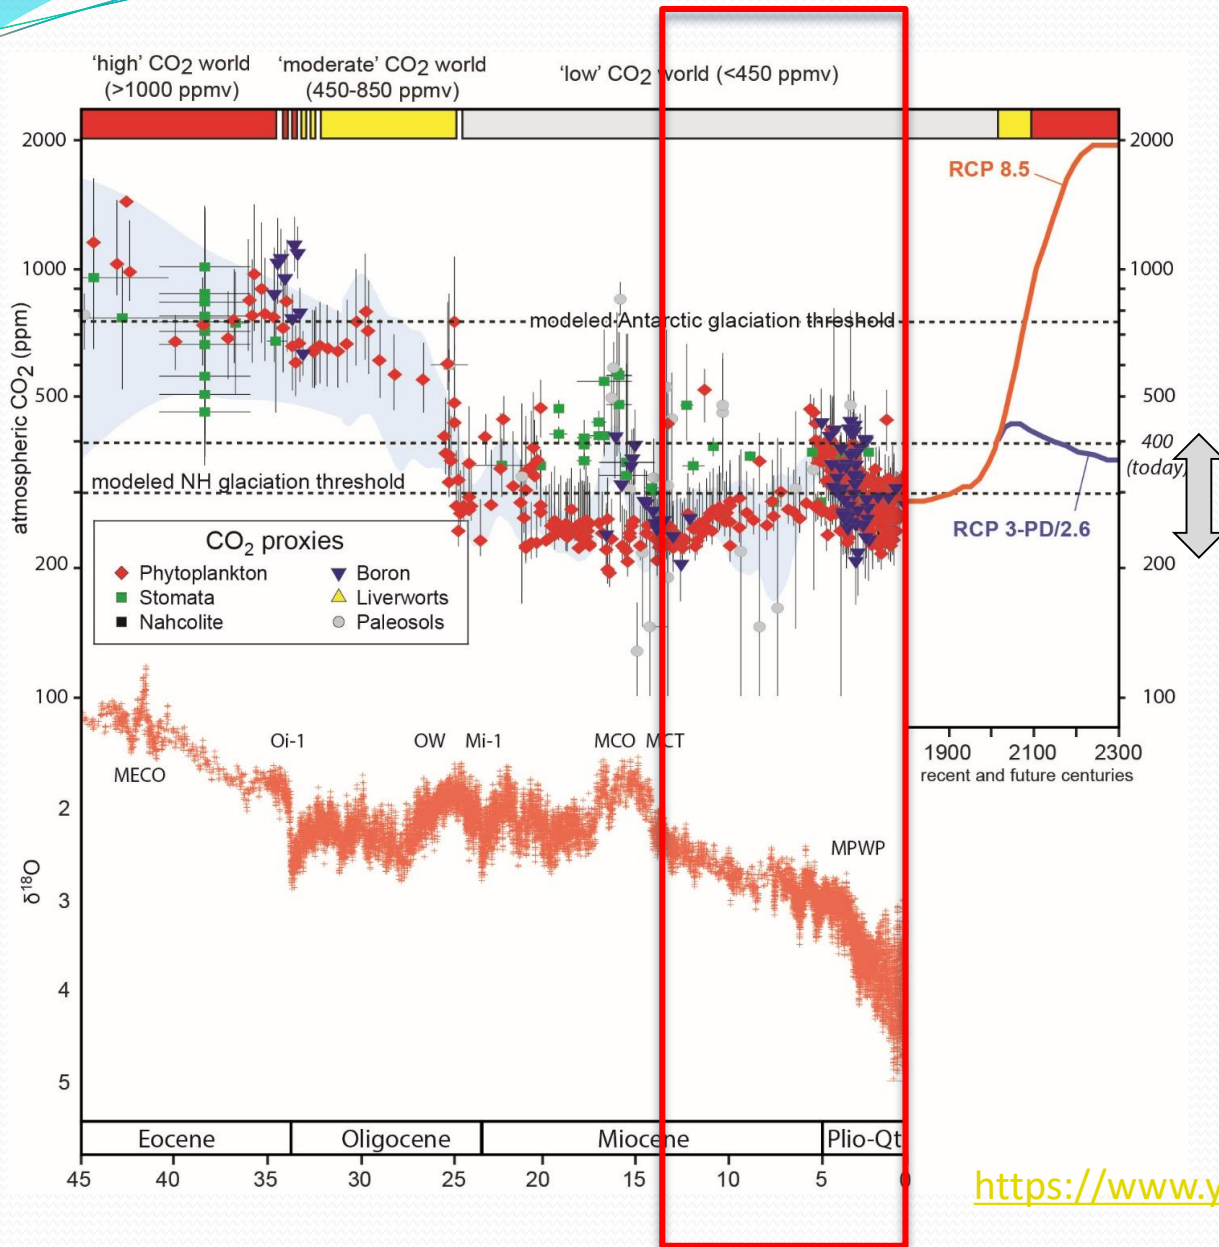 'high' CO2 world
(>1000 ppmv)
'moderate' CO2 world
(450-850 ppmv)
'low' CO2 world (<450 ppmv)
2000
1000
500
400
300
200
100
atmospheric CO2 (ppm)
2000
1000
500
400
(today)
200
100
RCP 8.5
RCP 3-PD/2.6
modeled Antarctic glaciation threshold
modeled NH glaciation threshold
CO2 proxies
Phytoplankton
Stomata
Nahcolite
Boron
Liverworts
Paleosols
1900
2100
2300
recent and future centuries
MECO
Oi-1
OW
Mi-1
MCO
MCT
MPWP
δ18O
2
3
4
5
Eocene
Oligocene
Miocene
Plio-Qt
45
40
35
30
25
20
15
10
5
0
https://www.y